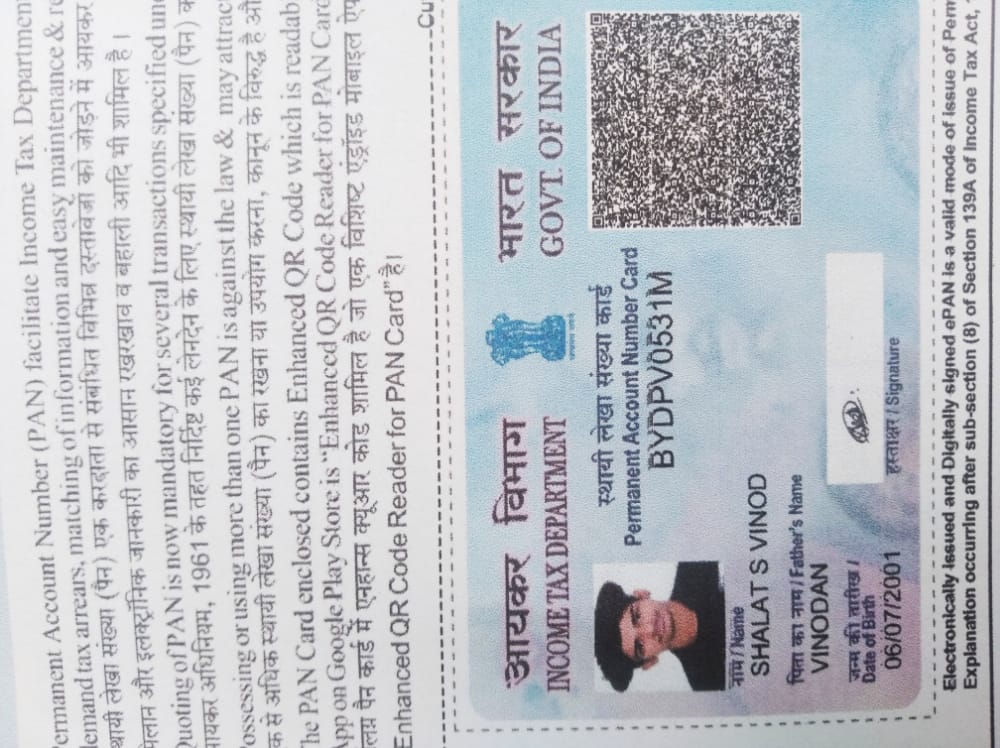 Permanent Account Number (PAN) facilitate Income Tax Department
demand tax arrears, matching of information and easy maintenance & re
थायी लेखा संख्या (पैन) एक करदाता से संबंधित विभिन्न दस्तावेजों को जोड़ने में आयकर
मेलान और इलक्ट्रॉनिक जानकारी का आसान रखरखाव व बहाली आदि भी शामिल है।
Quoting of PAN is now mandatory for several transactions specified un
आयकर अधिनियम, 1961 के तहत निर्दिष्ट कई लेनदेन के लिए स्थायी लेखा संख्या (पैन)
Possessing or using more than one PAN is against the law & may attract
क से अधिक स्थायी लेखा संख्या (पैन) का रखना या उपयोग करना, कानून के विरुद्ध है औ
The PAN Card enclosed contains Enhanced QR Code which is readabl
App on Google Play Store is "Enhanced QR Code Reader for PAN Card
लग्न पैन कार्ड में एनहान्स क्यूआर कोड शामिल है जो एक विशिष्ट एंड्रॉइड मोबाइल ऐप
Enhanced QR Code Reader for PAN Card" है।
Cu
आयकर विभाग
INCOME TAX DEPARTMENT
भारत सरकार
GOVT. OF INDIA
स्थायी लेखा संख्या कार्ड
Permanent Account Number Card
BYDPV0531M
नाम / Name
SHALAT S VINOD
पिता का नाम / Father's Name
VINODAN
जन्म की तारीख /
Date of Birth
06/07/2001
हस्ताक्षर / Signature
Electronically issued and Digitally signed ePAN is a valid mode of issue of Perm
Explanation occurring after sub-section (8) of Section 139A of Income Tax Act, 1